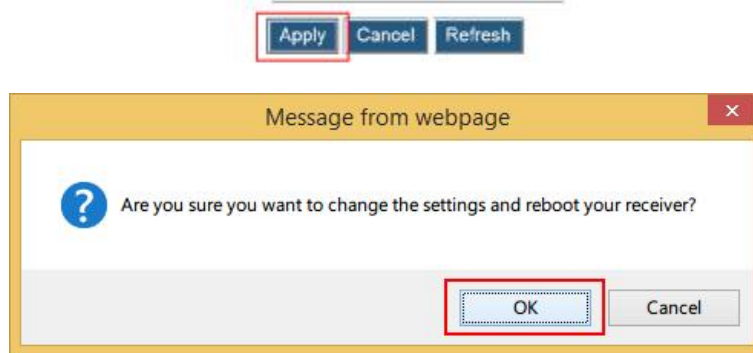 Apply Cancel Refresh
Message from webpage
Are you sure you want to change the settings and reboot your receiver?
OK Cancel